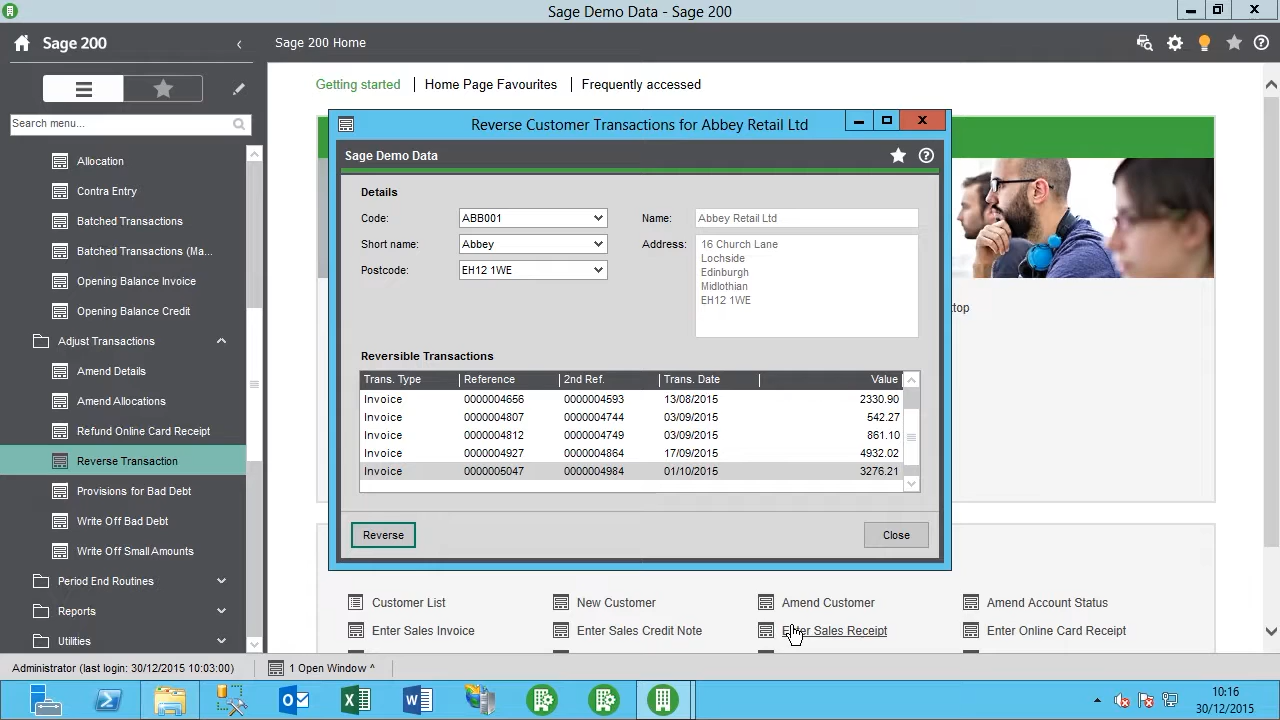 Sage Demo Data - Sage 200
Sage 200
Sage 200 Home
Getting started
Home Page Favourites
Frequently accessed
Search menu...
Allocation
Contra Entry
Batched Transactions
Batched Transactions (Ma...
Opening Balance Invoice
Opening Balance Credit
Adjust Transactions
Amend Details
Amend Allocations
Refund Online Card Receipt
Reverse Transaction
Provisions for Bad Debt
Write Off Bad Debt
Write Off Small Amounts
Period End Routines
Reports
Utilities
Reverse Customer Transactions for Abbey Retail Ltd
Sage Demo Data
Details
Code: ABB001 Name: Abbey Retail Ltd
Short name: Abbey Address: 16 Church Lane
Lochside
Postcode: EH12 1WE Edinburgh
Midlothian
EH12 1WE
top
Reversible Transactions
Trans. Type Reference 2nd Ref. Trans. Date Value
Invoice 0000004656 0000004593 13/08/2015 2330.90
Invoice 0000004807 0000004744 03/09/2015 542.27
Invoice 0000004812 0000004749 03/09/2015 861.10
Invoice 0000004927 0000004864 17/09/2015 4932.02
Invoice 0000005047 0000004984 01/10/2015 3276.21
Reverse Close
Customer List New Customer Amend Customer Amend Account Status
Enter Sales Invoice Enter Sales Credit Note Enter Sales Receipt Enter Online Card Receipt
Administrator (last login: 30/12/2015 10:03:00) 1 Open Window ^
10:16
30/12/2015